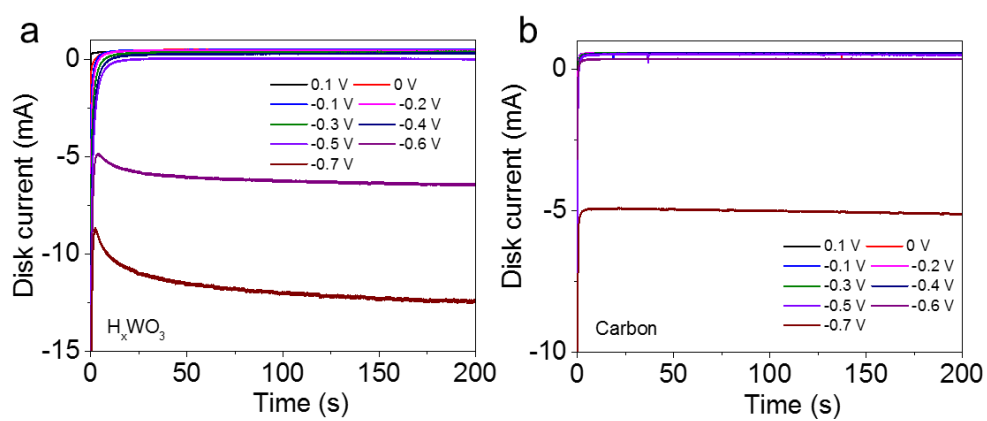 a
0
-5
-10
-15
Disk current (mA)
0.1 V 0 V
-0.1 V -0.2 V
-0.3 V -0.4 V
-0.5 V -0.6 V
-0.7 V
HₓWO₃
0 50 100 150 200
Time (s)
b
0
-5
-10
Disk current (mA)
0.1 V 0 V
-0.1 V -0.2 V
-0.3 V -0.4 V
-0.5 V -0.6 V
-0.7 V
Carbon
0 50 100 150 200
Time (s)